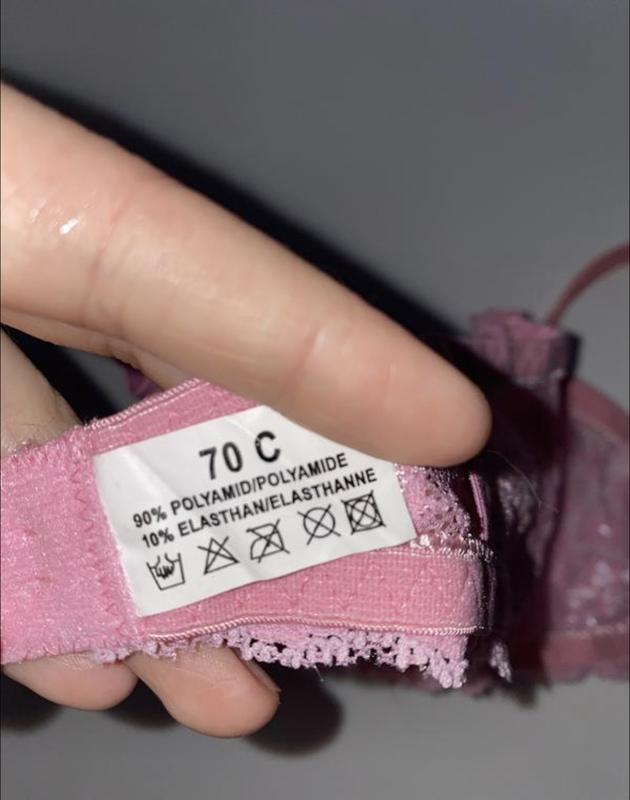 70 C
90% POLYAMID/POLYAMIDE
10% ELASTHAN/ELASTHANNE